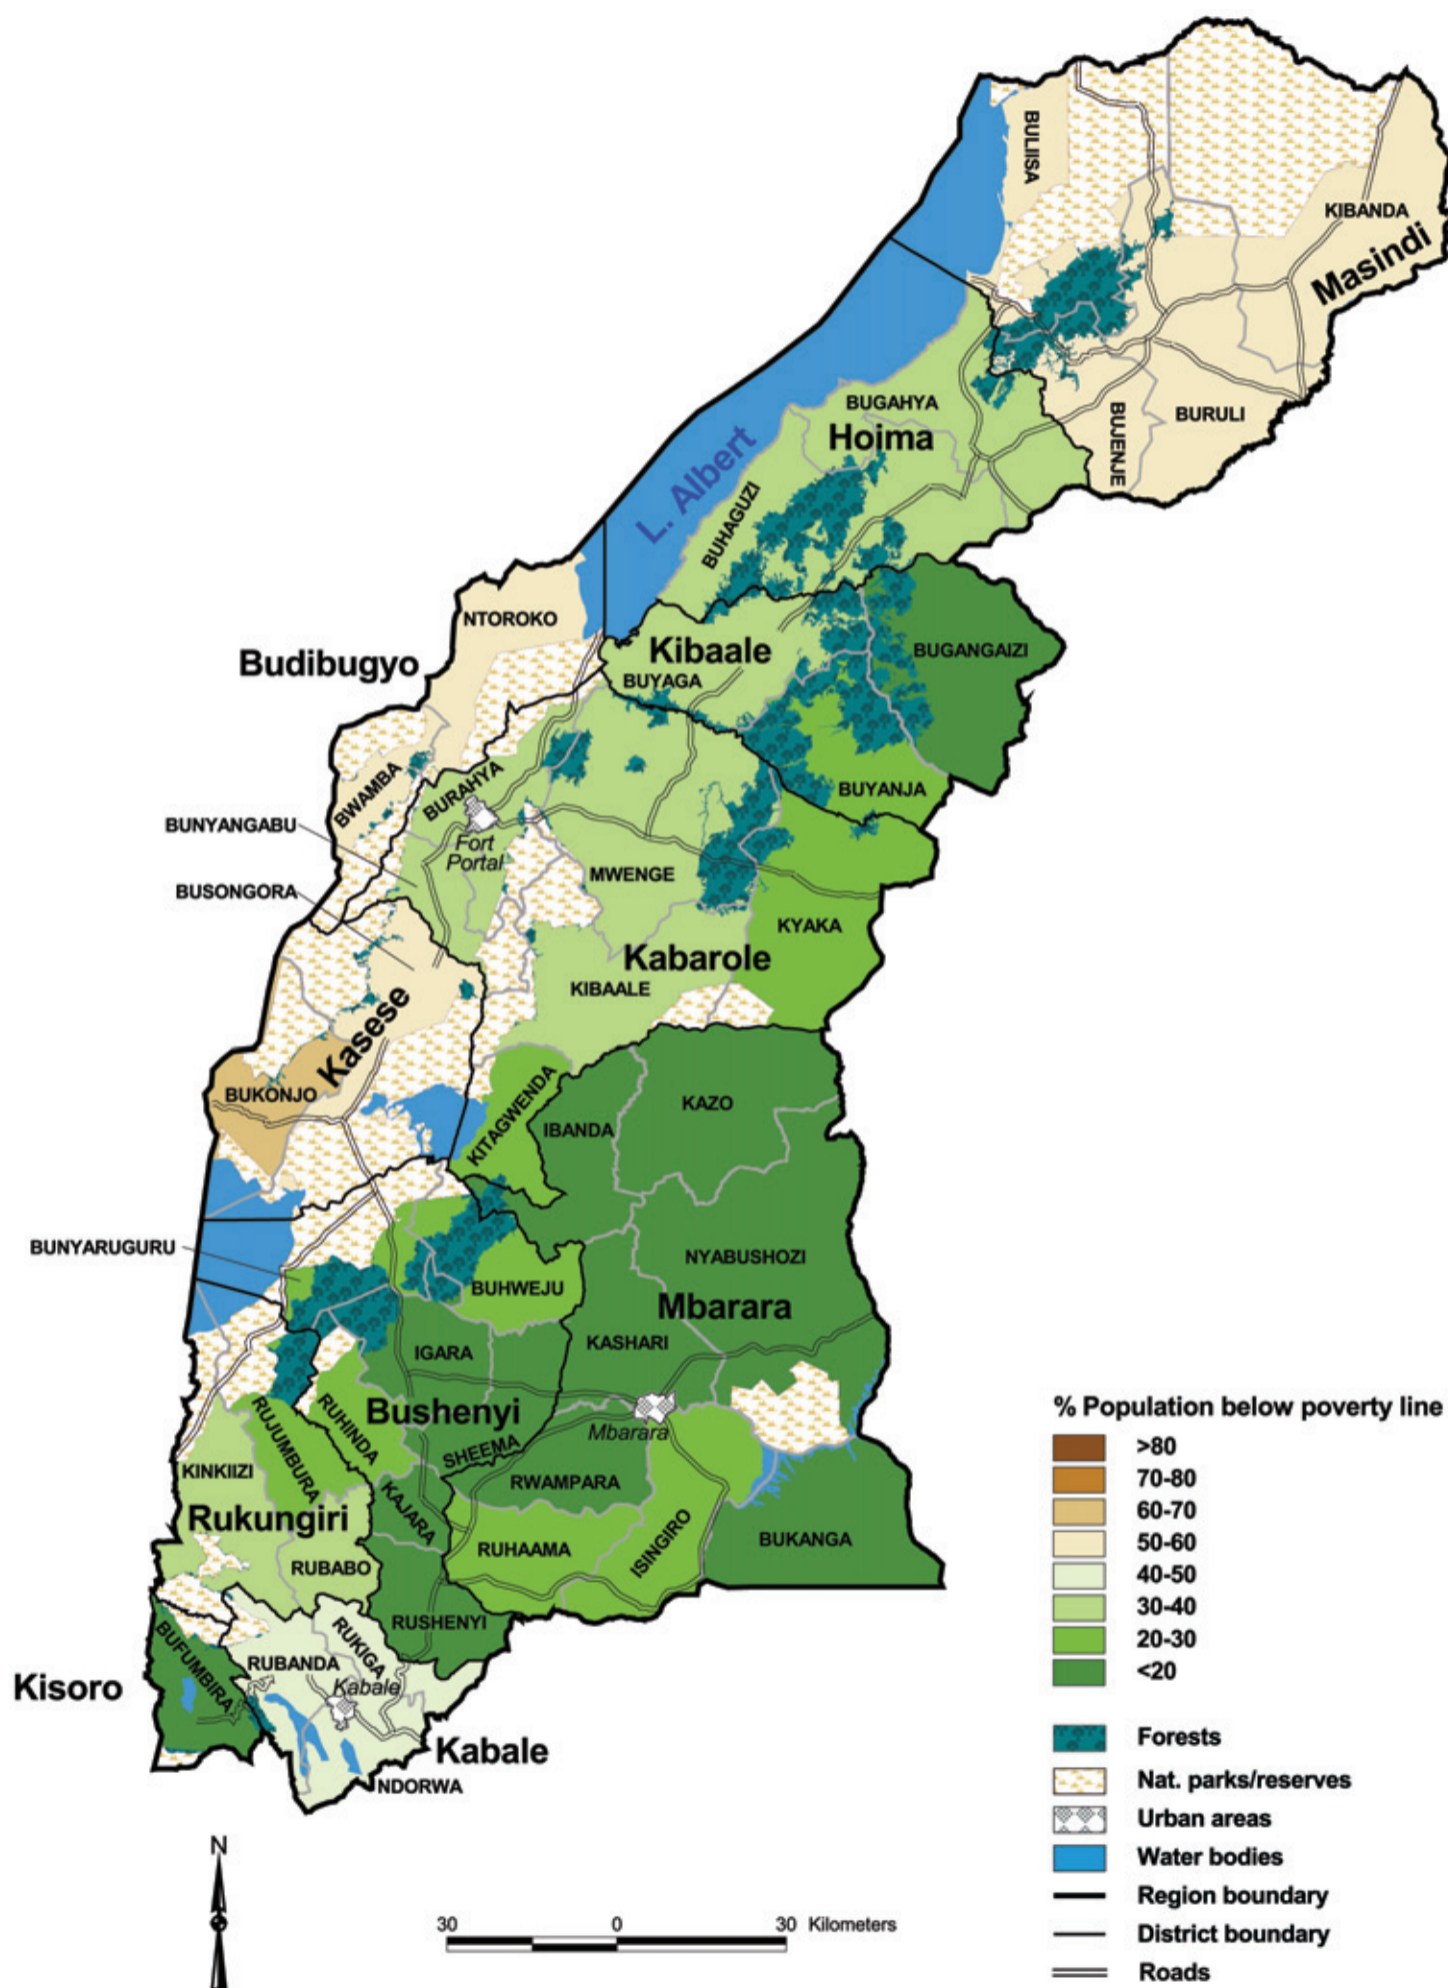 BULIISA
KIBANDA
Masindi
BUGAHYA
Hoima
BUJENJE
BURULI
L. Albert
BUHAGUZI
NTOROKO
Budibugyo
Kibaale
BUYAGA
BUGANGAIZI
BWAMBA
BURAHYA
BUYANJA
BUNYANGABU
Fort
Portal
MWENGE
BUSONGORA
KYAKA
Kabarole
KIBAALE
Kasese
BUKONJO
KITAGWENDA
IBANDA
KAZO
BUNYARUGURU
BUHWEJU
NYABUSHOZI
Mbarara
IGARA
KASHARI
RUJUMBURA
RUHINDA
Bushenyi
SHEEMA
Mbarara
KINKIIZI
RWAMPARA
Rukungiri
KAJARA
RUHAAMA
ISINGIRO
BUKANGA
RUBABO
RUSHENYI
BUFUMBIRA
RUBANDA
RUKIGA
Kisoro
Kabale
Kabale
NDORWA
% Population below poverty line
>80
70-80
60-70
50-60
40-50
30-40
20-30
<20
Forests
Nat. parks/reserves
Urban areas
Water bodies
Region boundary
District boundary
Roads
N
30 0 30 Kilometers